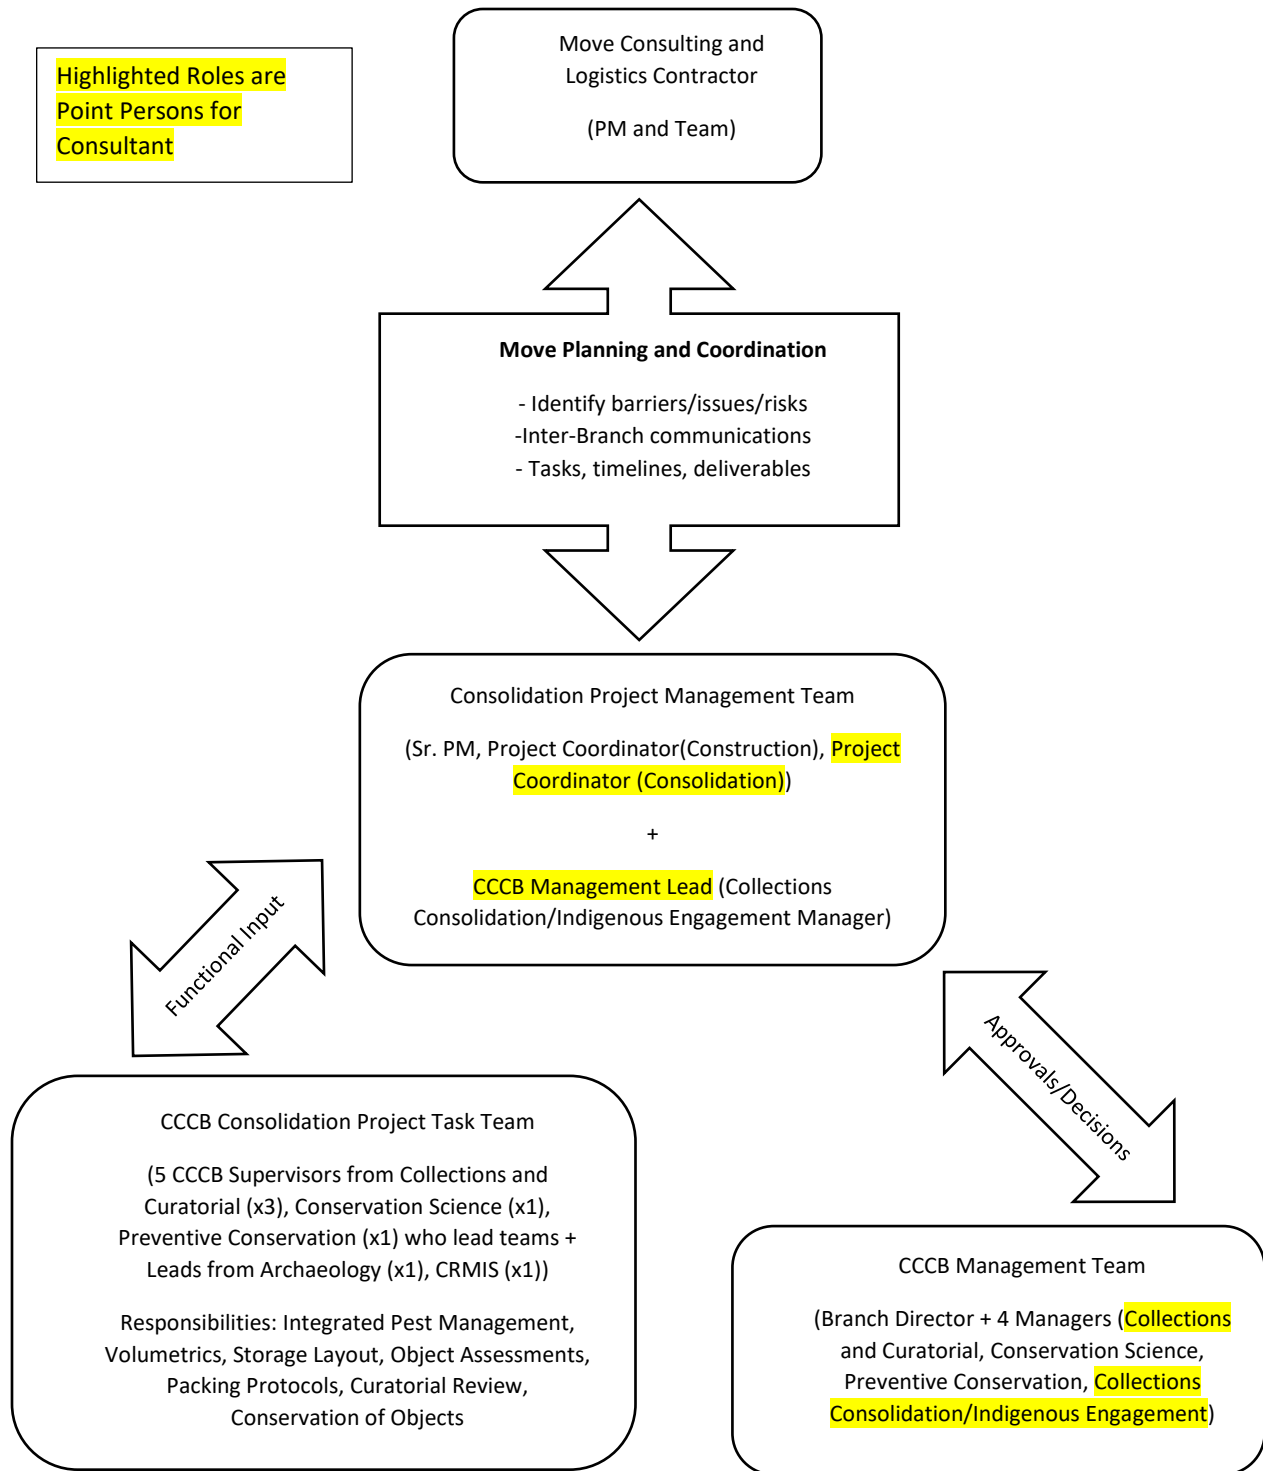 Highlighted Roles are
Point Persons for
Consultant
Move Consulting and
Logistics Contractor
(PM and Team)
Move Planning and Coordination
- Identify barriers/issues/risks
-Inter-Branch communications
- Tasks, timelines, deliverables
Consolidation Project Management Team
(Sr. PM, Project Coordinator(Construction), Project
Coordinator (Consolidation))
+
CCCB Management Lead (Collections
Consolidation/Indigenous Engagement Manager)
Functional Input
Approvals/Decisions
CCCB Consolidation Project Task Team
(5 CCCB Supervisors from Collections and
Curatorial (x3), Conservation Science (x1),
Preventive Conservation (x1) who lead teams +
Leads from Archaeology (x1), CRMIS (x1))
Responsibilities: Integrated Pest Management,
Volumetrics, Storage Layout, Object Assessments,
Packing Protocols, Curatorial Review,
Conservation of Objects
CCCB Management Team
(Branch Director + 4 Managers (Collections
and Curatorial, Conservation Science,
Preventive Conservation, Collections
Consolidation/Indigenous Engagement)